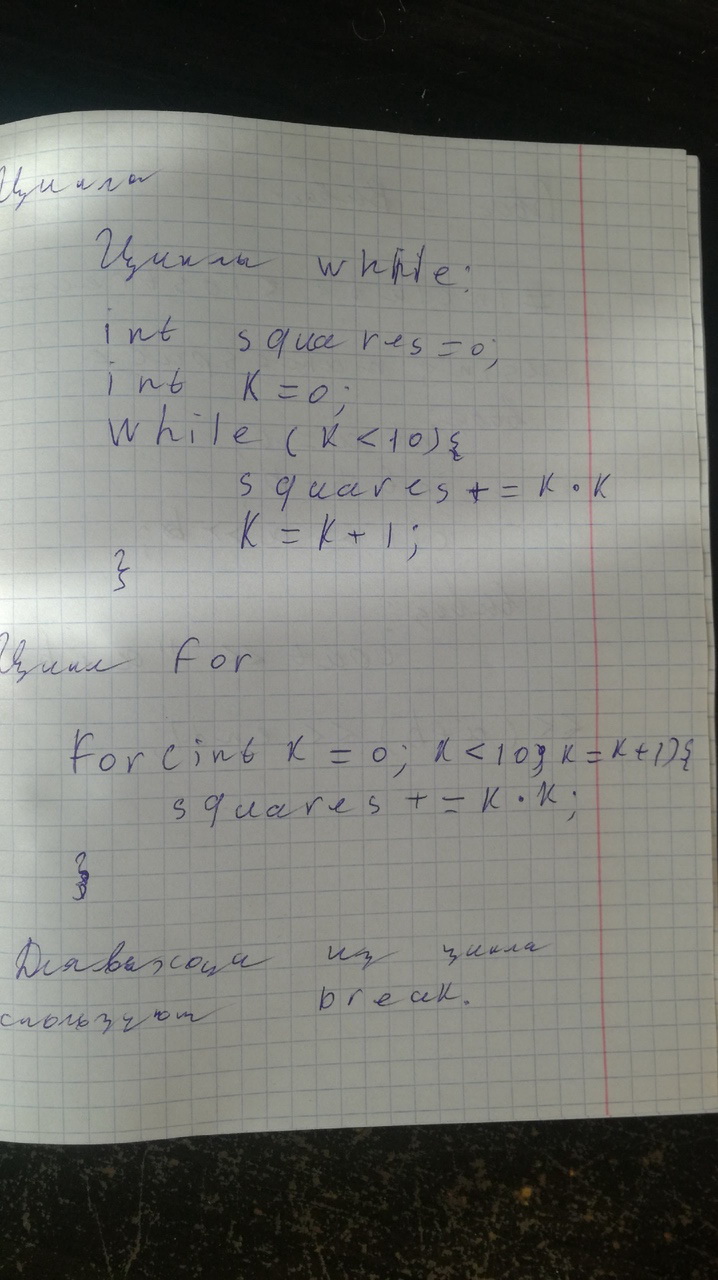 Цикла
Циклы while:
int squares=0;
int K=0;
while (K<10){
squares += K·K
K=K+1;
}
Цикл for
for(int K=0; K<10; K=K+1){
squares += K·K;
}
Для выхода из цикла
спользуют break.